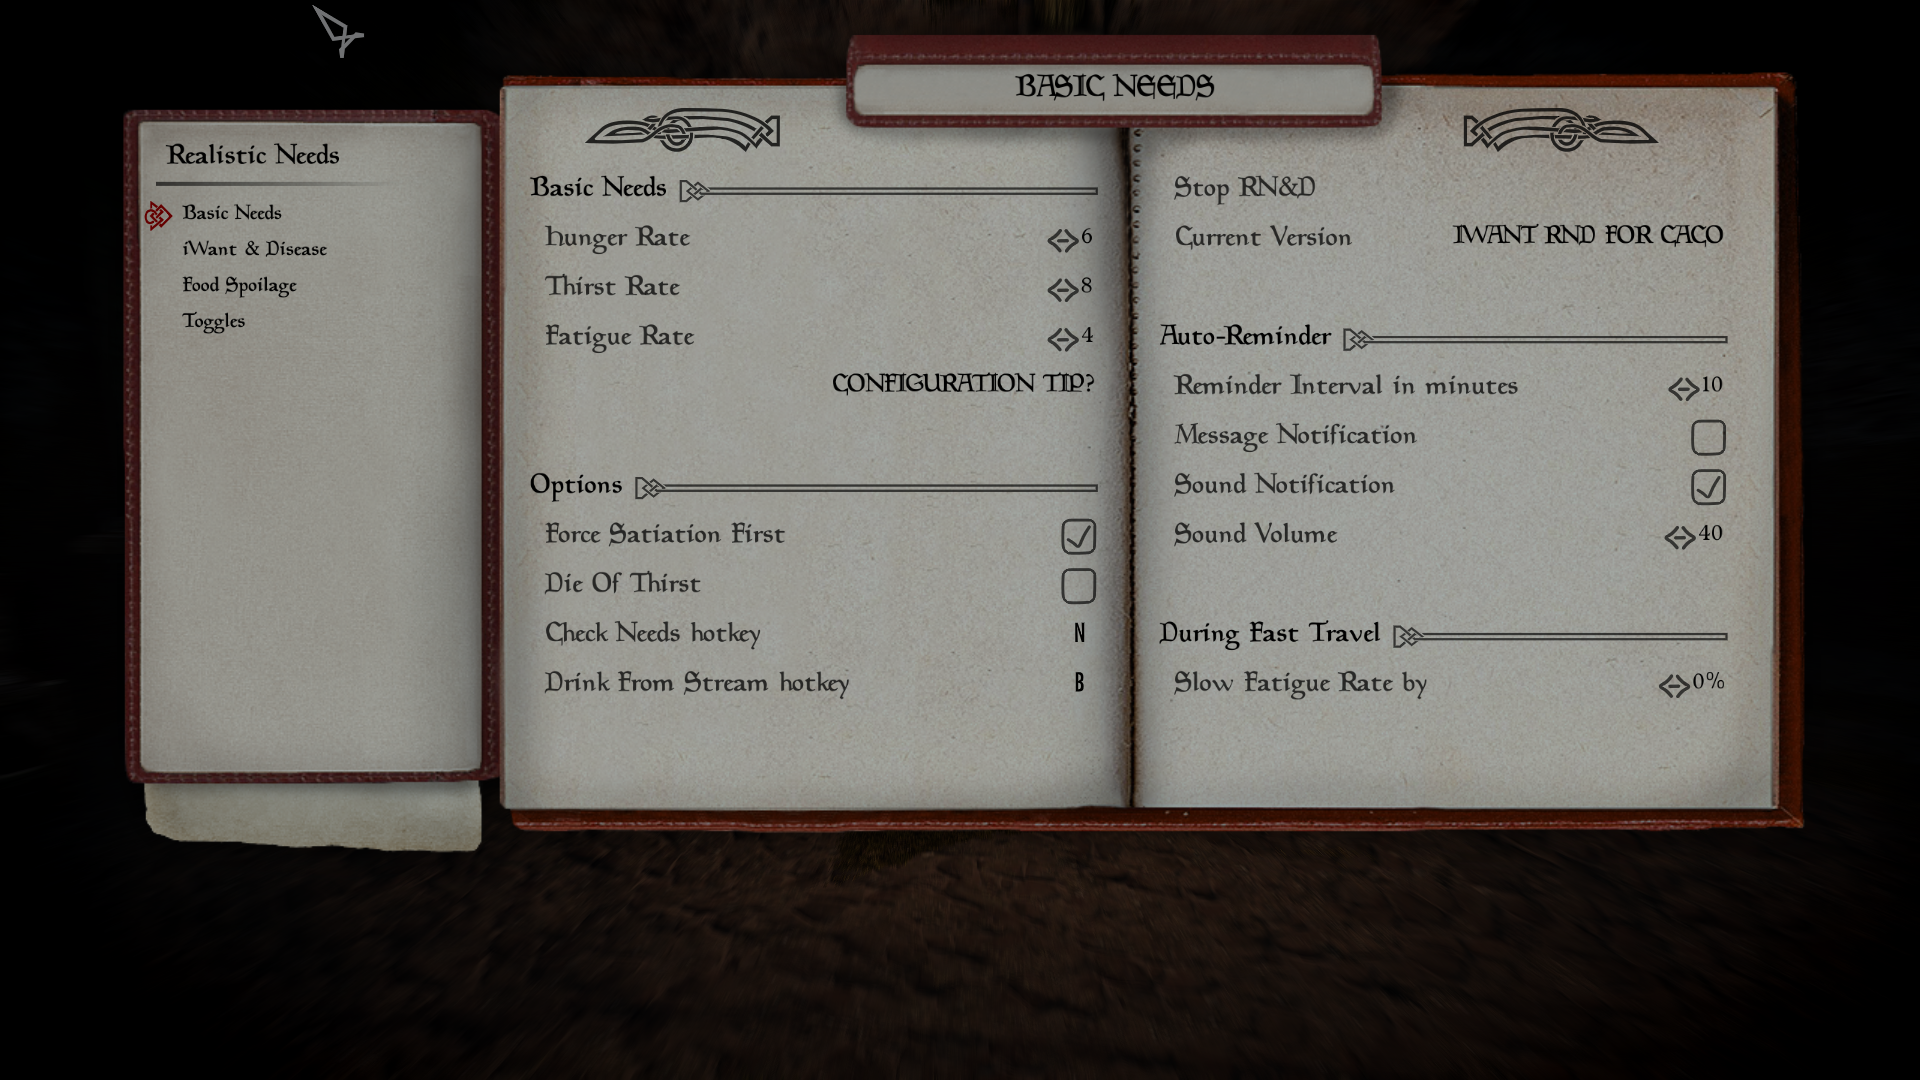 BASIC NEEDS
Realistic Needs
Basic Needs
iWant & Disease
Food Spoilage
Toggles
Basic Needs
Hunger Rate 6
Thirst Rate 8
Fatigue Rate 4
CONFIGURATION TIP?
Options
Force Satiation First
Die Of Thirst
Check Needs hotkey N
Drink From Stream hotkey B
Stop RN&D
Current Version IWANT RND FOR CACO
Auto-Reminder
Reminder Interval in minutes 10
Message Notification
Sound Notification
Sound Volume 40
During Fast Travel
Slow Fatigue Rate by 0%